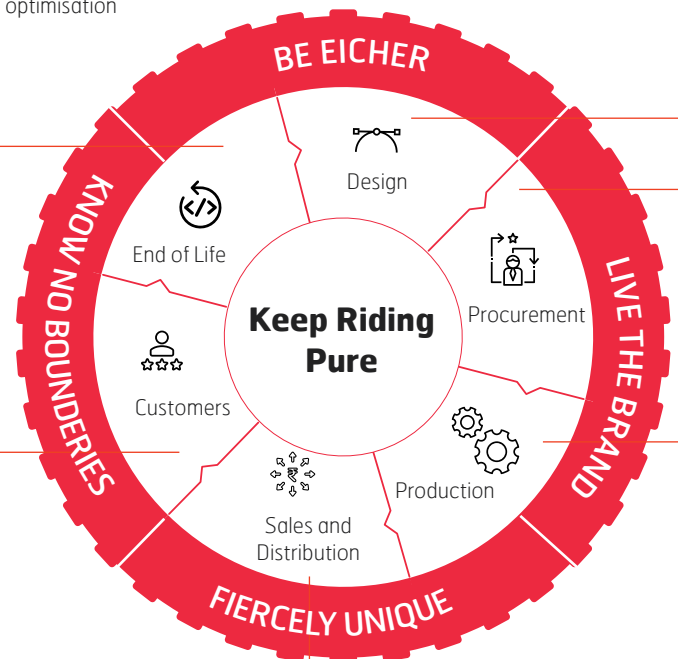 optimisation
BE EICHER
Design
End of Life
Procurement
KNOW NO BOUNDERIES
LIVE THE BRAND
Keep Riding
Pure
Customers
Production
₹
Sales and
Distribution
FIERCELY UNIQUE